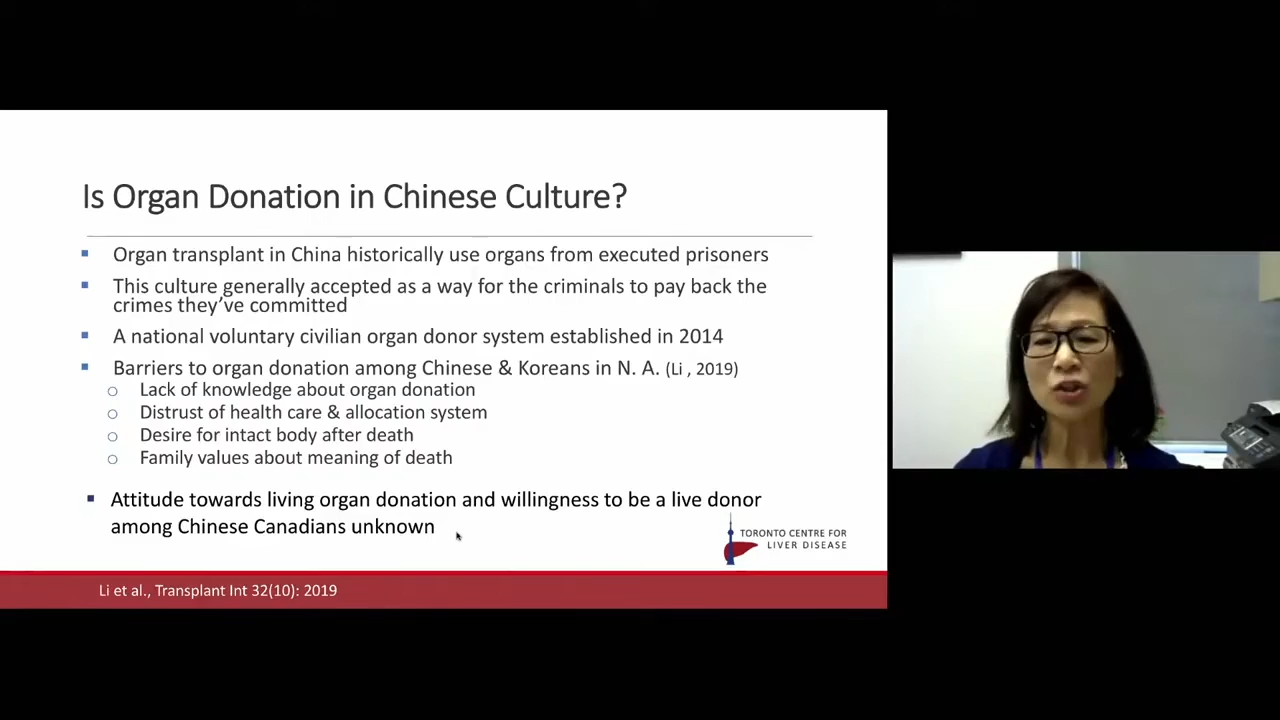 Is Organ Donation in Chinese Culture?
▪ Organ transplant in China historically use organs from executed prisoners
▪ This culture generally accepted as a way for the criminals to pay back the
crimes they’ve committed
▪ A national voluntary civilian organ donor system established in 2014
▪ Barriers to organ donation among Chinese & Koreans in N. A. (Li , 2019)
o Lack of knowledge about organ donation
o Distrust of health care & allocation system
o Desire for intact body after death
o Family values about meaning of death
▪ Attitude towards living organ donation and willingness to be a live donor
among Chinese Canadians unknown
TORONTO CENTRE FOR
LIVER DISEASE
Li et al., Transplant Int 32(10): 2019